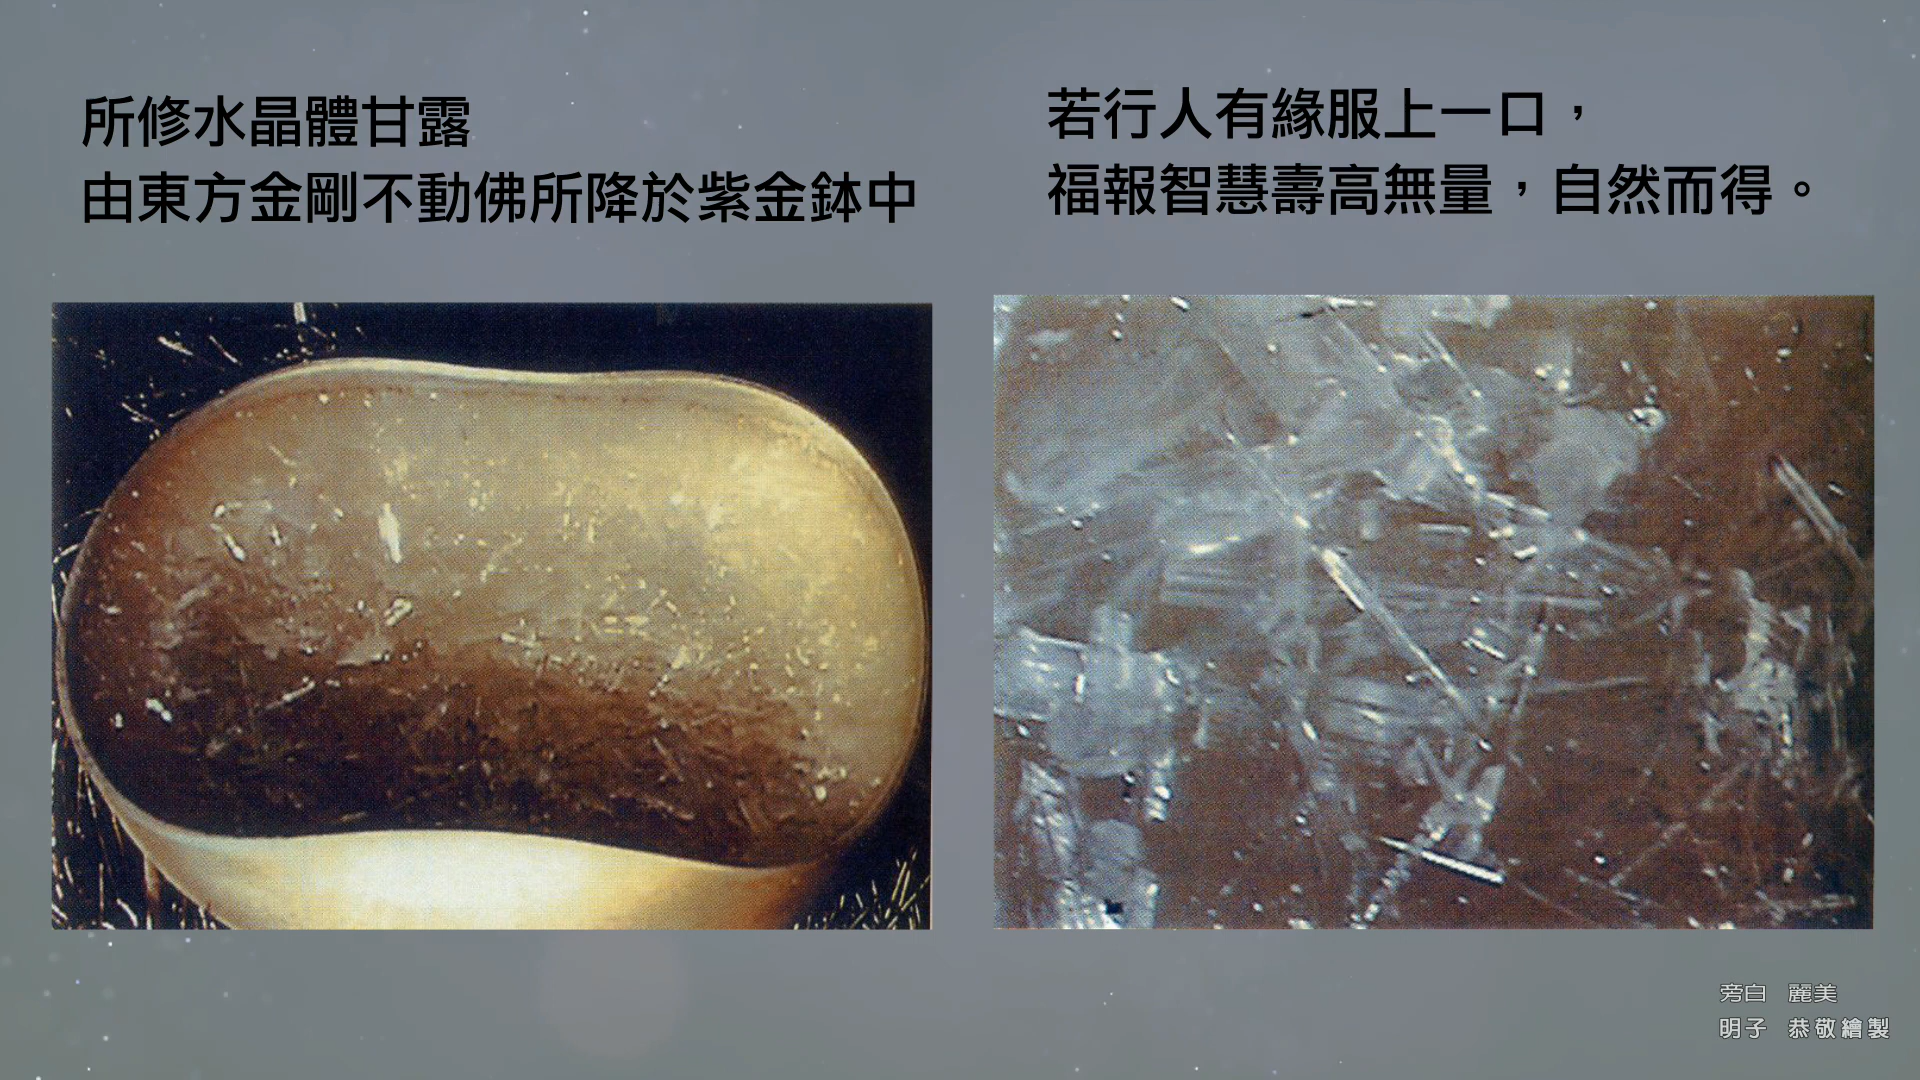 所修水晶體甘露
由東方金剛不動佛所降於紫金鉢中
若行人有緣服上一口，
福報智慧壽高無量，自然而得。
旁白 麗美
明子 恭敬繪製